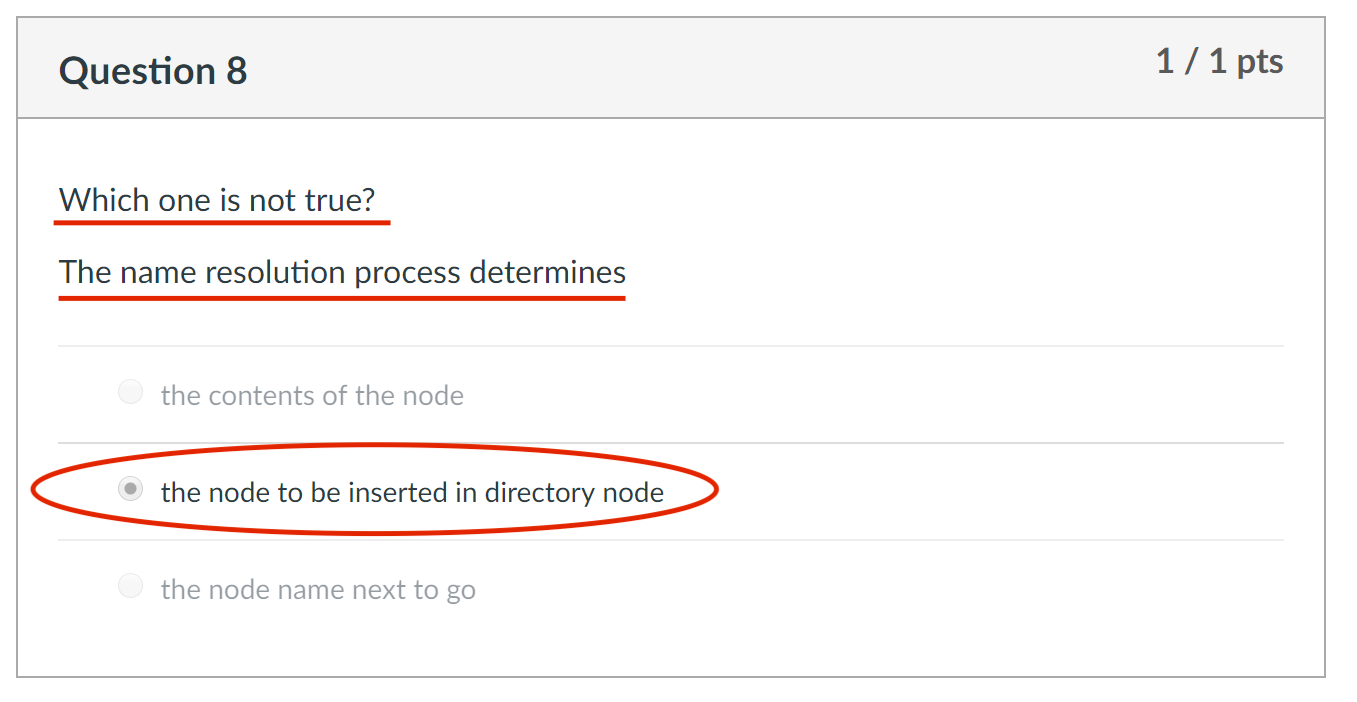 Question 8
1 / 1 pts
Which one is not true?
The name resolution process determines
the contents of the node
the node to be inserted in directory node
the node name next to go